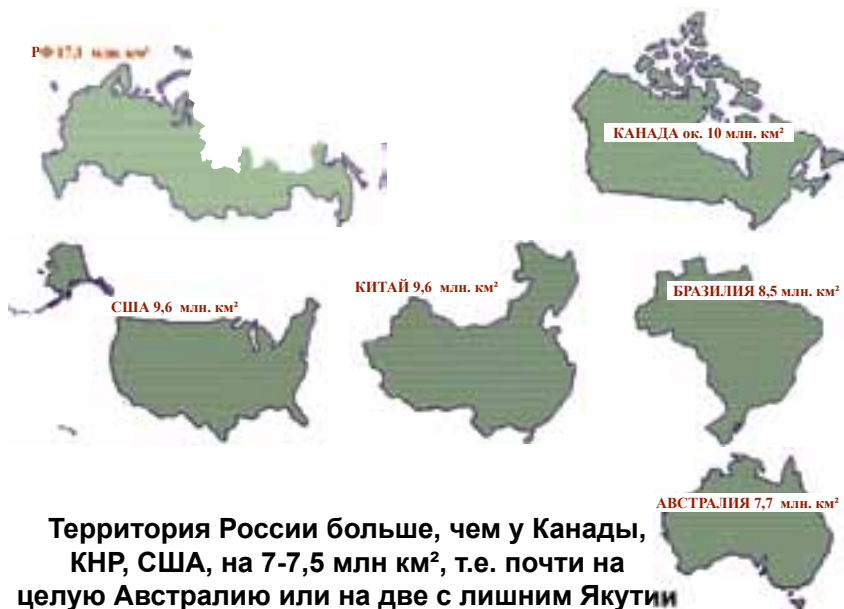 РФ 17,1 млн. км²
КАНАДА ок. 10 млн. км²
США 9,6 млн. км²
КИТАЙ 9,6 млн. км²
БРАЗИЛИЯ 8,5 млн. км²
АВСТРАЛИЯ 7,7 млн. км²
Территория России больше, чем у Канады,
КНР, США, на 7-7,5 млн км², т.е. почти на
целую Австралию или на две с лишним Якутии